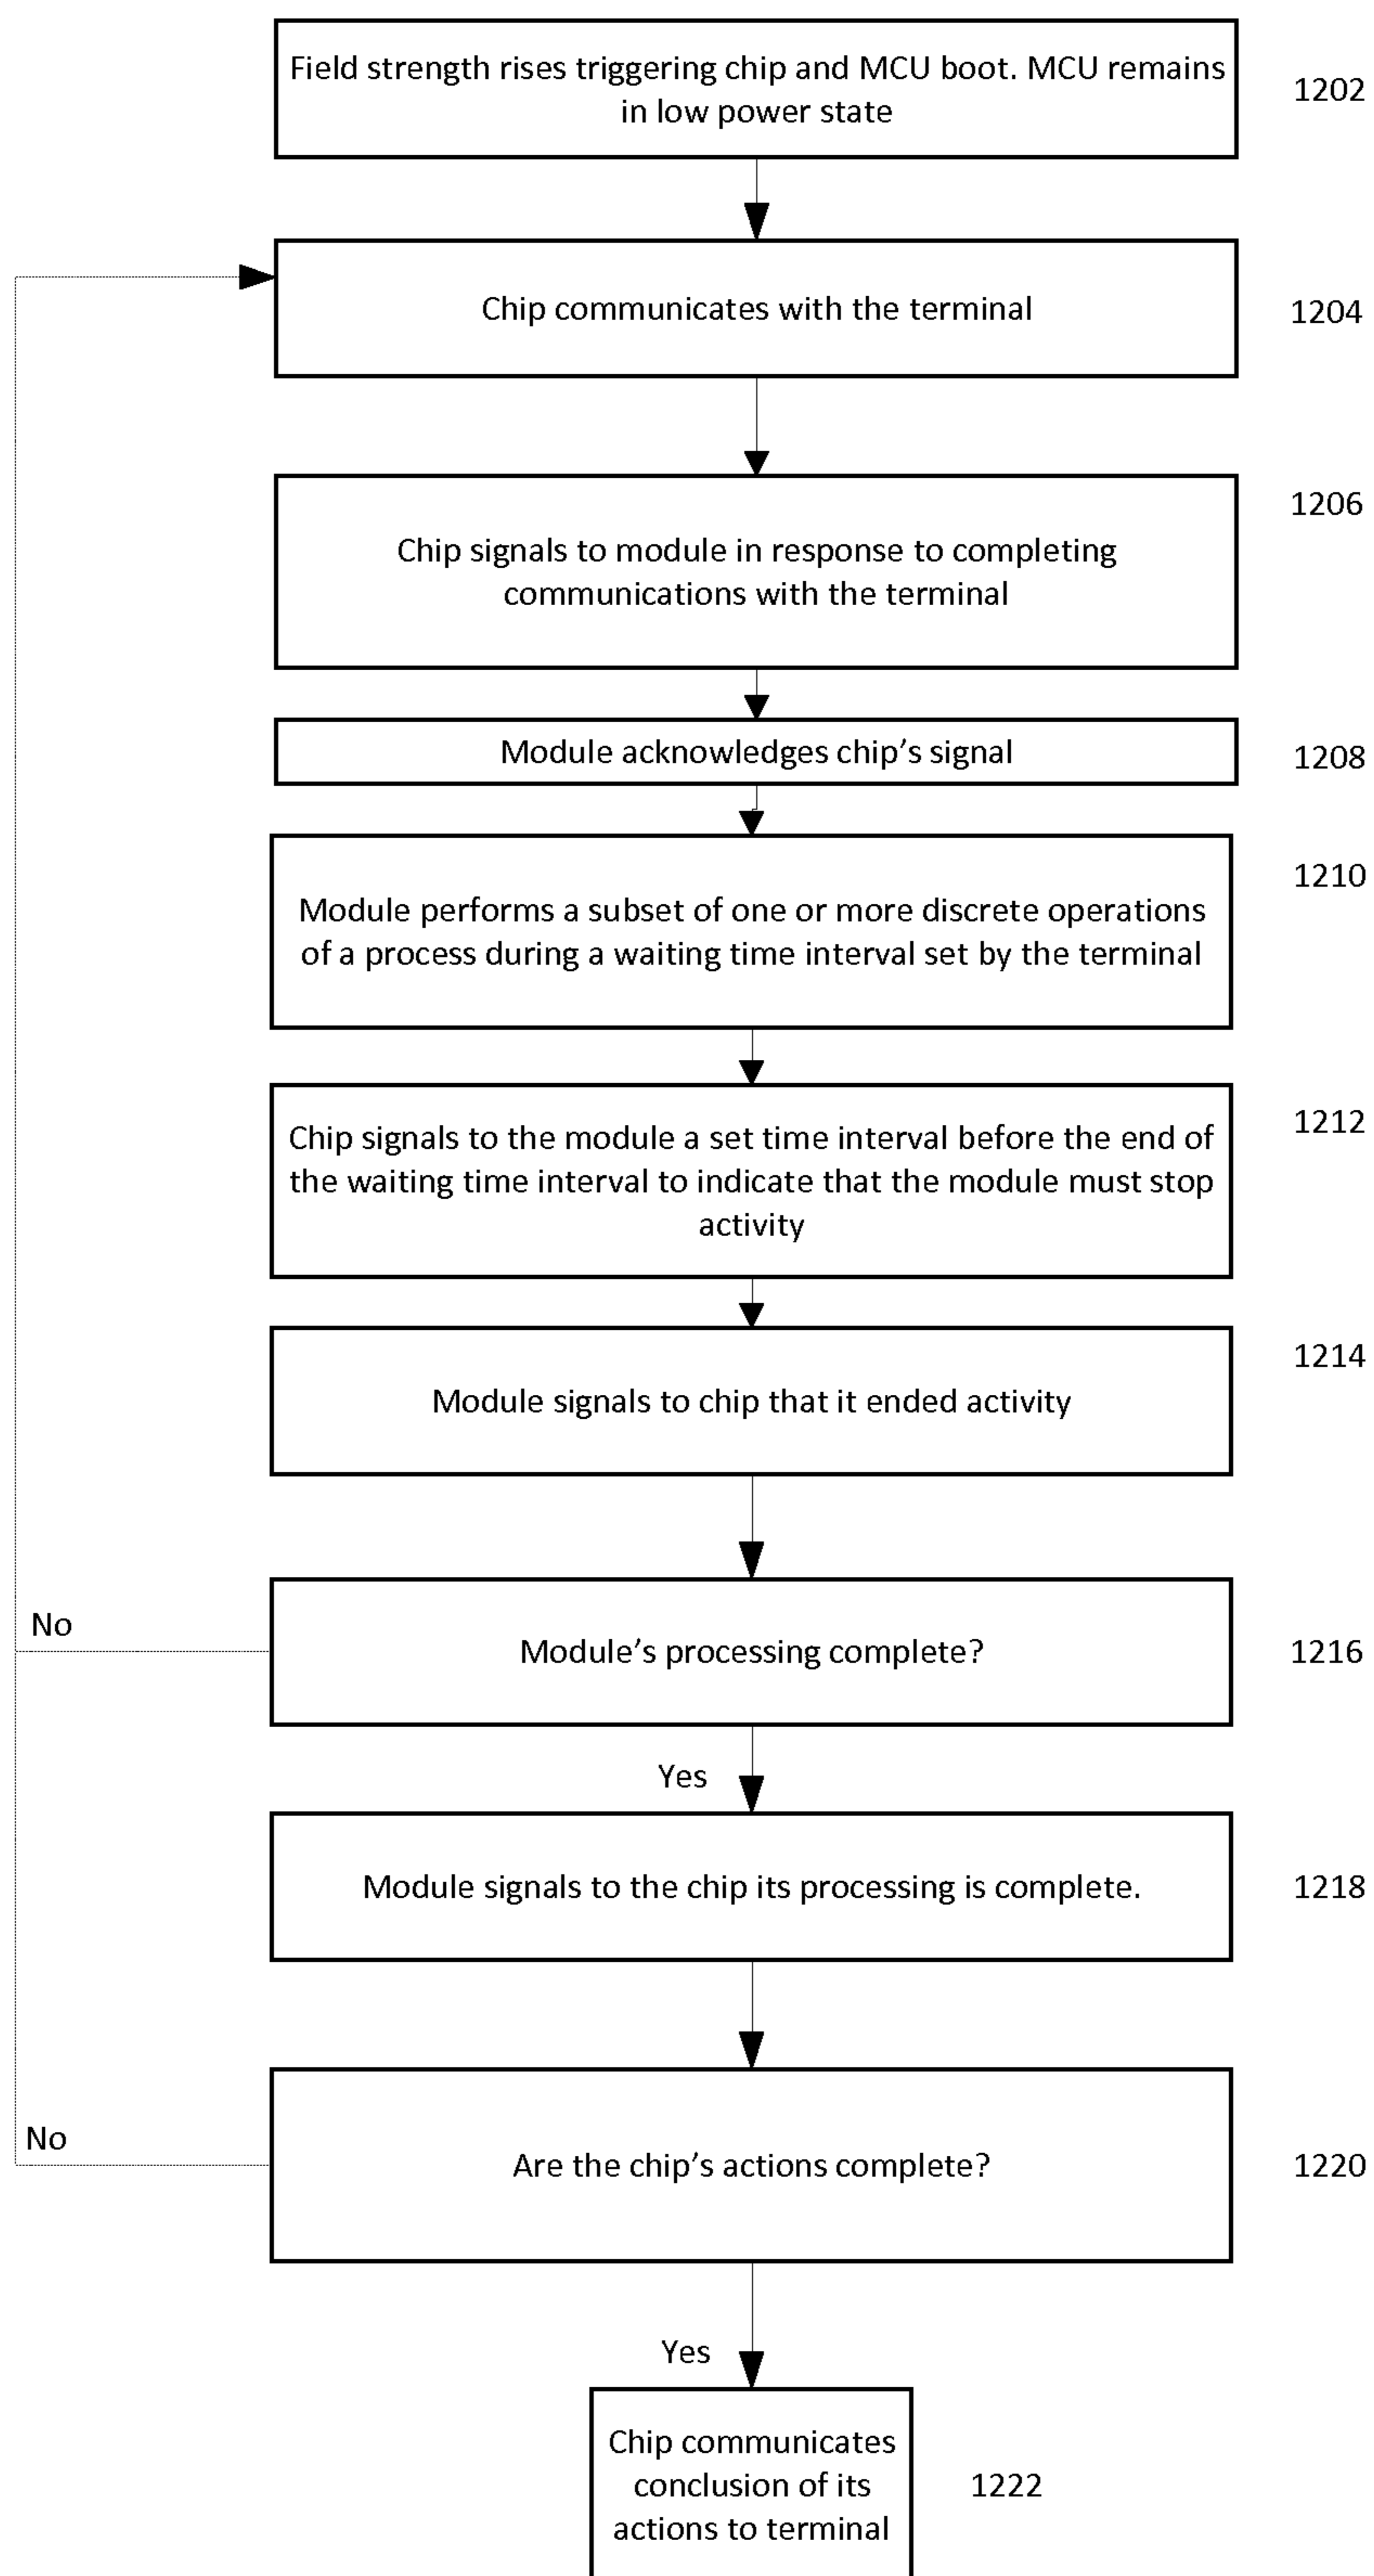 Field strength rises triggering chip and MCU boot. MCU remains
in low power state
1202
Chip communicates with the terminal
1204
Chip signals to module in response to completing
communications with the terminal
1206
Module acknowledges chip’s signal
1208
Module performs a subset of one or more discrete operations
of a process during a waiting time interval set by the terminal
1210
Chip signals to the module a set time interval before the end of
the waiting time interval to indicate that the module must stop
activity
1212
Module signals to chip that it ended activity
1214
No
Module’s processing complete?
1216
Yes
Module signals to the chip its processing is complete.
1218
No
Are the chip’s actions complete?
1220
Yes
Chip communicates
conclusion of its
actions to terminal
1222